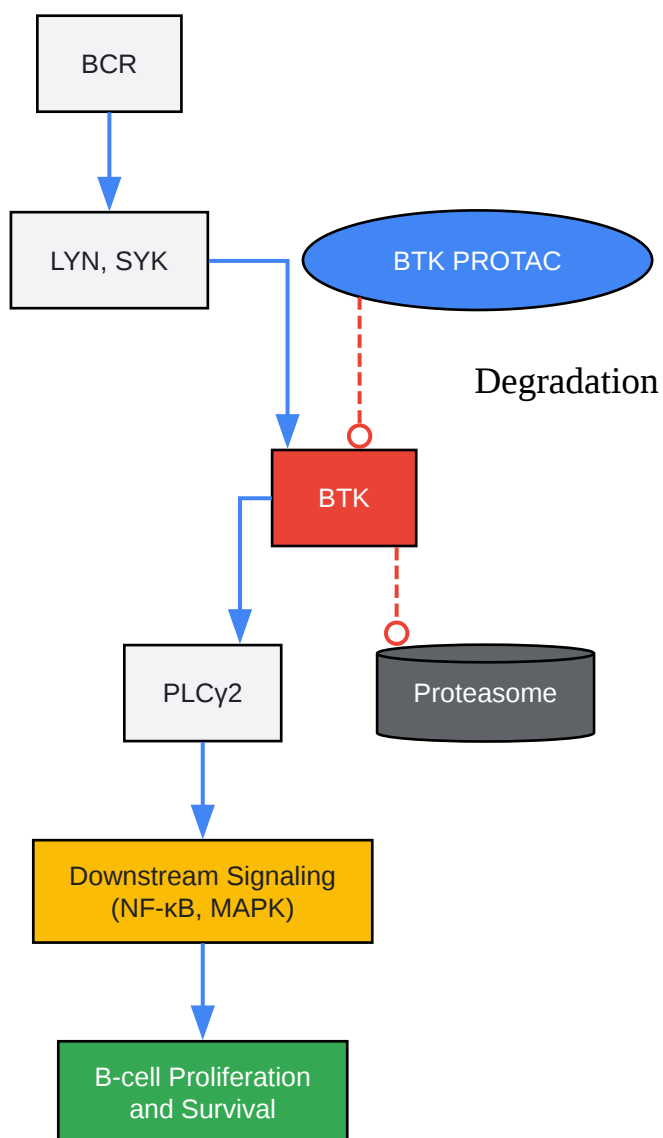 BCR
LYN, SYK
BTK PROTAC
Degradation
BTK
PLCγ2
Proteasome
Downstream Signaling
(NF-κB, MAPK)
B-cell Proliferation
and Survival